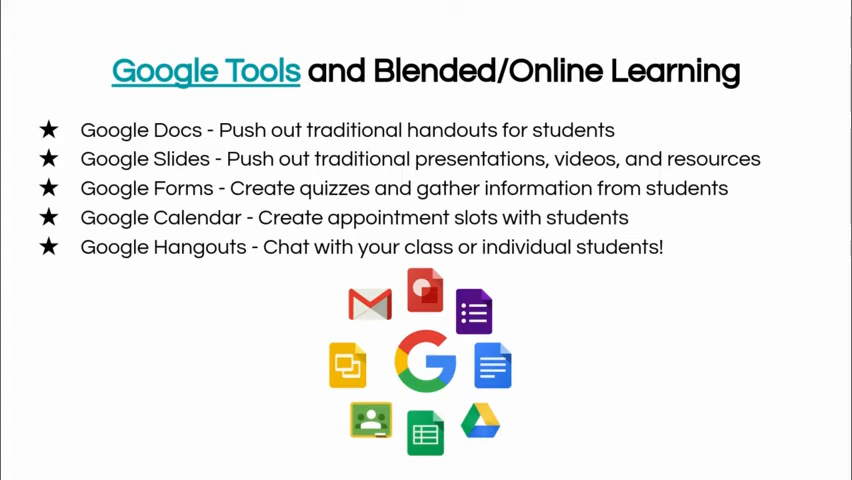 Google Tools and Blended/Online Learning
★ Google Docs - Push out traditional handouts for students
★ Google Slides - Push out traditional presentations, videos, and resources
★ Google Forms - Create quizzes and gather information from students
★ Google Calendar - Create appointment slots with students
★ Google Hangouts - Chat with your class or individual students!